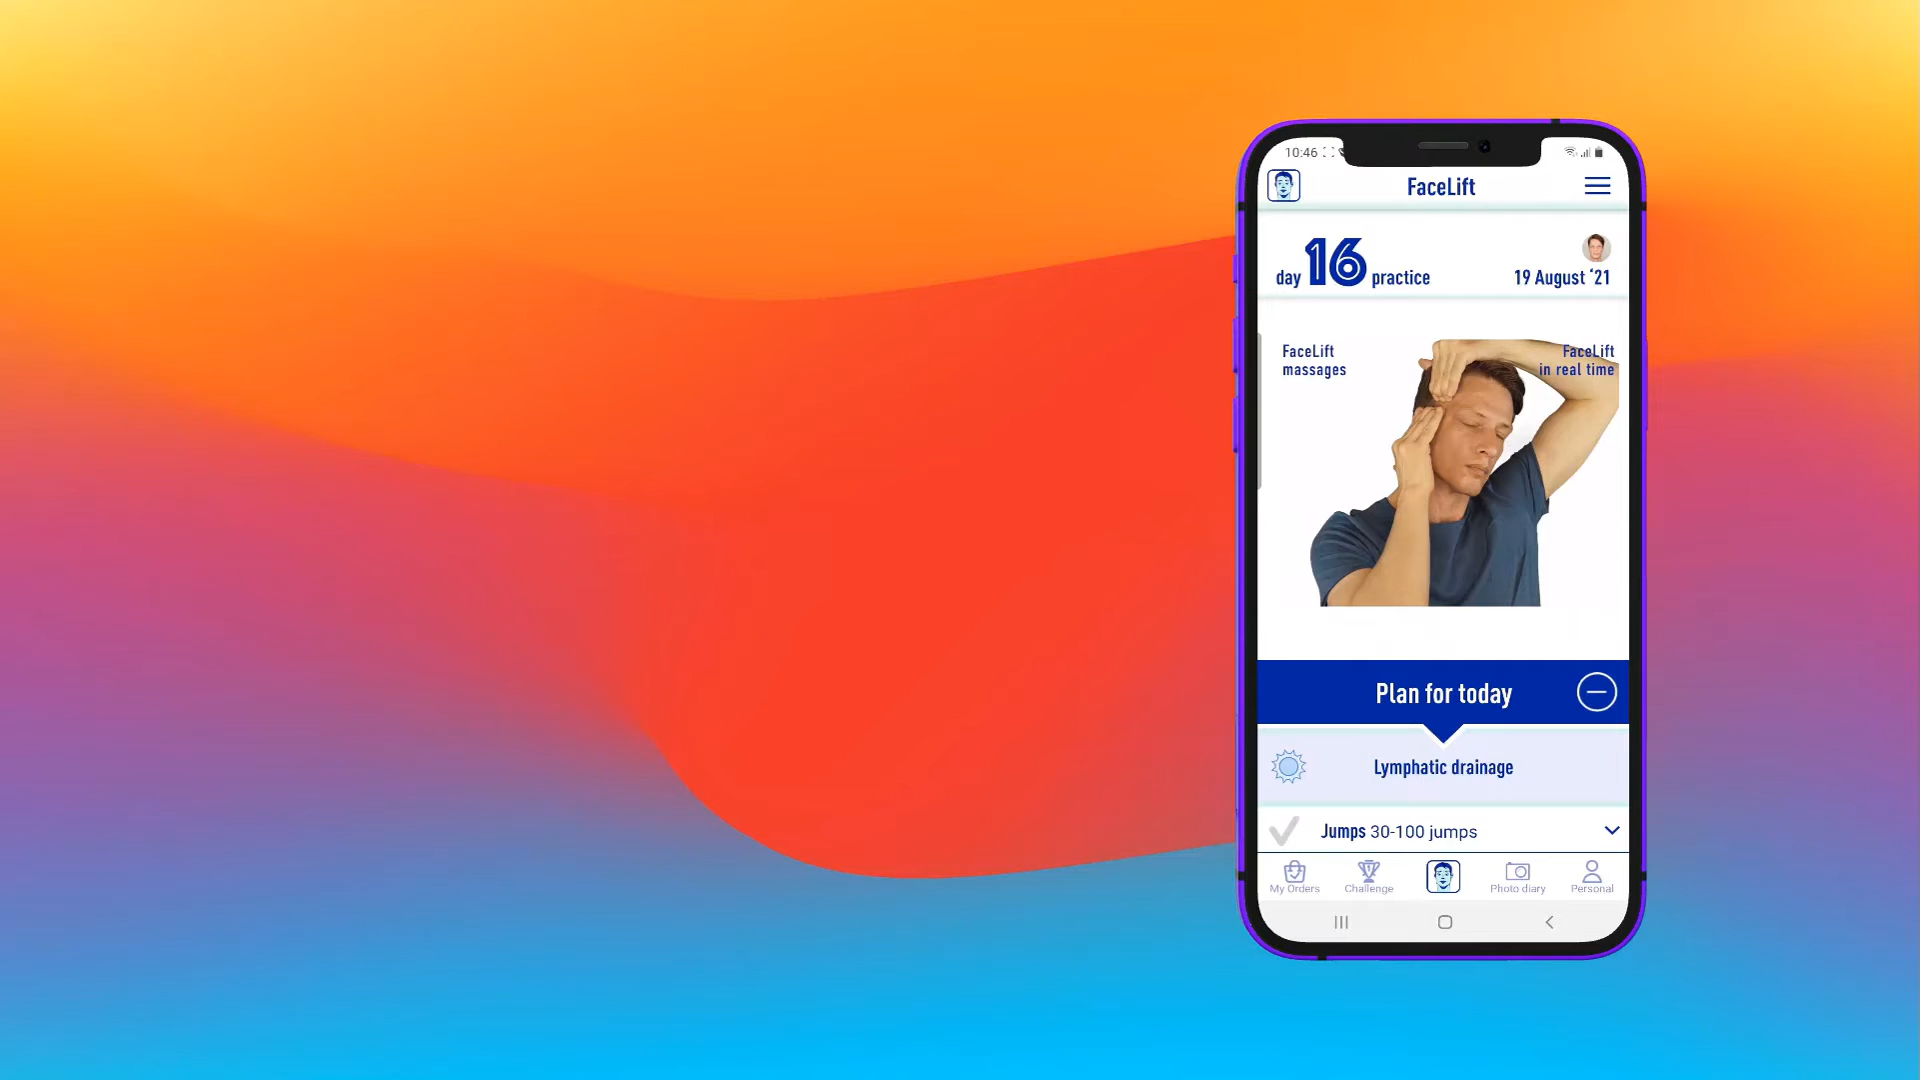 10:46
FaceLift
day 16 practice
19 August ‘21
FaceLift
massages
FaceLift
in real time
Plan for today
Lymphatic drainage
Jumps 30-100 jumps
My Orders
Challenge
Photo diary
Personal